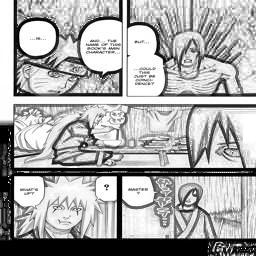 BUT...
...COULD
THIS JUST
BE COINCI-
DENCE?
AND... THE
NAME OF THIS
BOOK'S MAIN
CHARACTER...
...IS...
MASTER?
?
WHAT'S
UP?